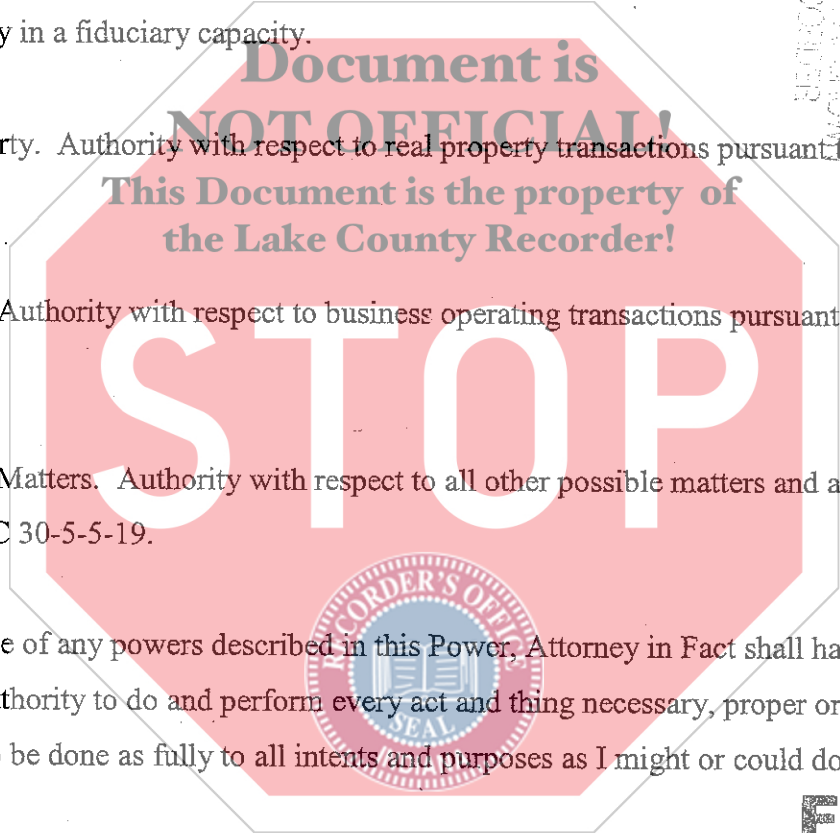 y in a fiduciary capacity.
Document is
NOT OFFICIAL!
rty. Authority with respect to real property transactions pursuant t
This Document is the property of
the Lake County Recorder!
Authority with respect to business operating transactions pursuant
STOP
Matters. Authority with respect to all other possible matters and a
C 30-5-5-19.
RECORDER'S OFFICE
SEAL
e of any powers described in this Power, Attorney in Fact shall ha
thority to do and perform every act and thing necessary, proper or
be done as fully to all intents and purposes as I might or could do